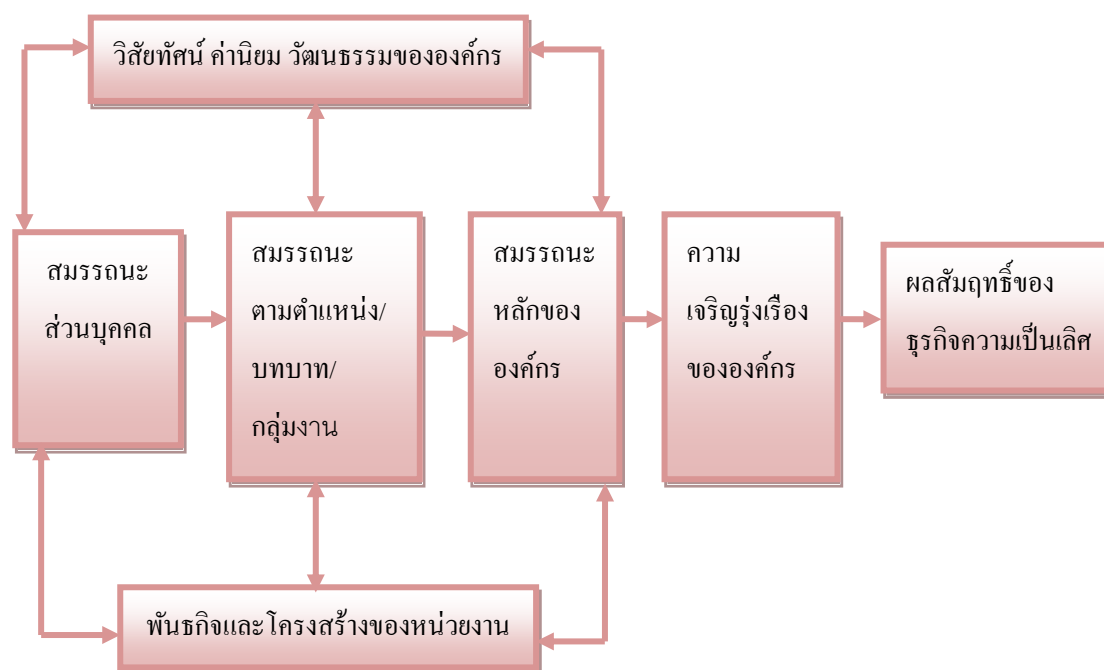 วิสัยทัศน์ ค่านิยม วัฒนธรรมขององค์กร
สมรรถนะ
ส่วนบุคคล
สมรรถนะ
ตามตำแหน่ง/
บทบาท/
กลุ่มงาน
สมรรถนะ
หลักของ
องค์กร
ความ
เจริญรุ่งเรือง
ขององค์กร
ผลสัมฤทธิ์ของ
ธุรกิจความเป็นเลิศ
พันธกิจและโครงสร้างของหน่วยงาน